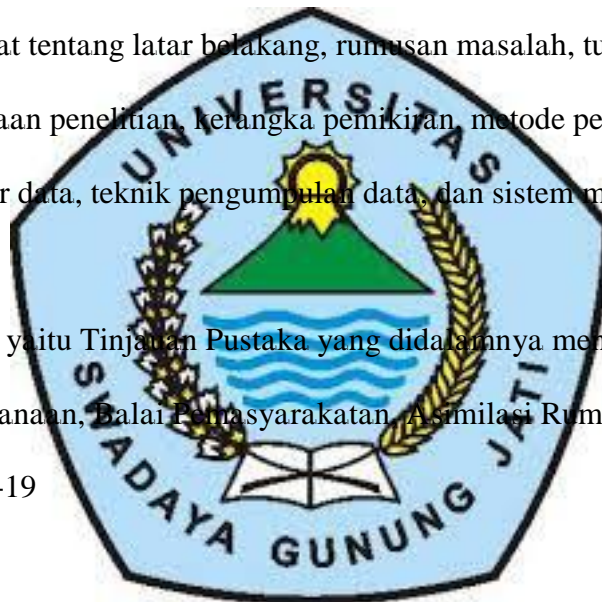 at tentang latar belakang, rumusan masalah, tu
aan penelitian, kerangka pemikiran, metode pe
r data, teknik pengumpulan data, dan sistem m
yaitu Tinjauan Pustaka yang didalamnya men
anaan, Balai Pemasyarakatan, Asimilasi Rum
-19
UNIVERSITAS
SWADAYA GUNUNG JATI